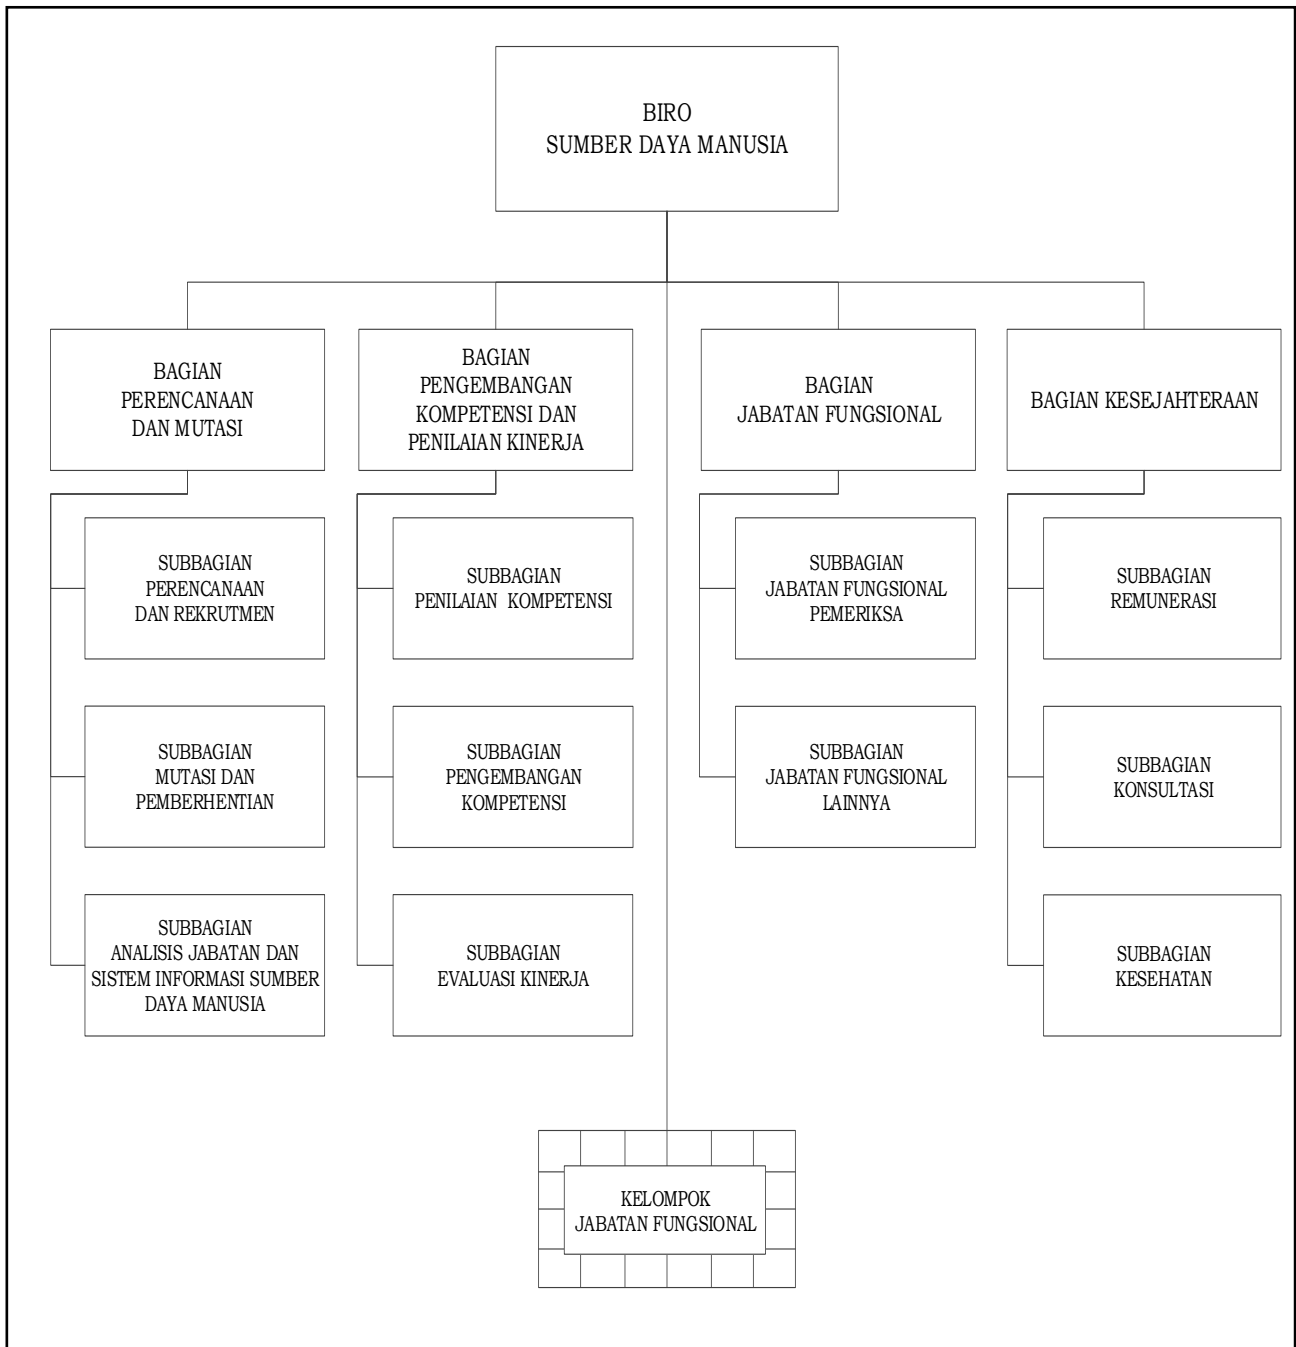 BIRO
SUMBER DAYA MANUSIA
BAGIAN
PERENCANAAN
DAN MUTASI
BAGIAN
PENGEMBANGAN
KOMPETENSI DAN
PENILAIAN KINERJA
BAGIAN
JABATAN FUNGSIONAL
BAGIAN KESEJAHTERAAN
SUBBAGIAN
PERENCANAAN
DAN REKRUTMEN
SUBBAGIAN
PENILAIAN KOMPETENSI
SUBBAGIAN
JABATAN FUNGSIONAL
PEMERIKSA
SUBBAGIAN
REMUNERASI
SUBBAGIAN
MUTASI DAN
PEMBERHENTIAN
SUBBAGIAN
PENGEMBANGAN
KOMPETENSI
SUBBAGIAN
JABATAN FUNGSIONAL
LAINNYA
SUBBAGIAN
KONSULTASI
SUBBAGIAN
ANALISIS JABATAN DAN
SISTEM INFORMASI SUMBER
DAYA MANUSIA
SUBBAGIAN
EVALUASI KINERJA
SUBBAGIAN
KESEHATAN
KELOMPOK
JABATAN FUNGSIONAL